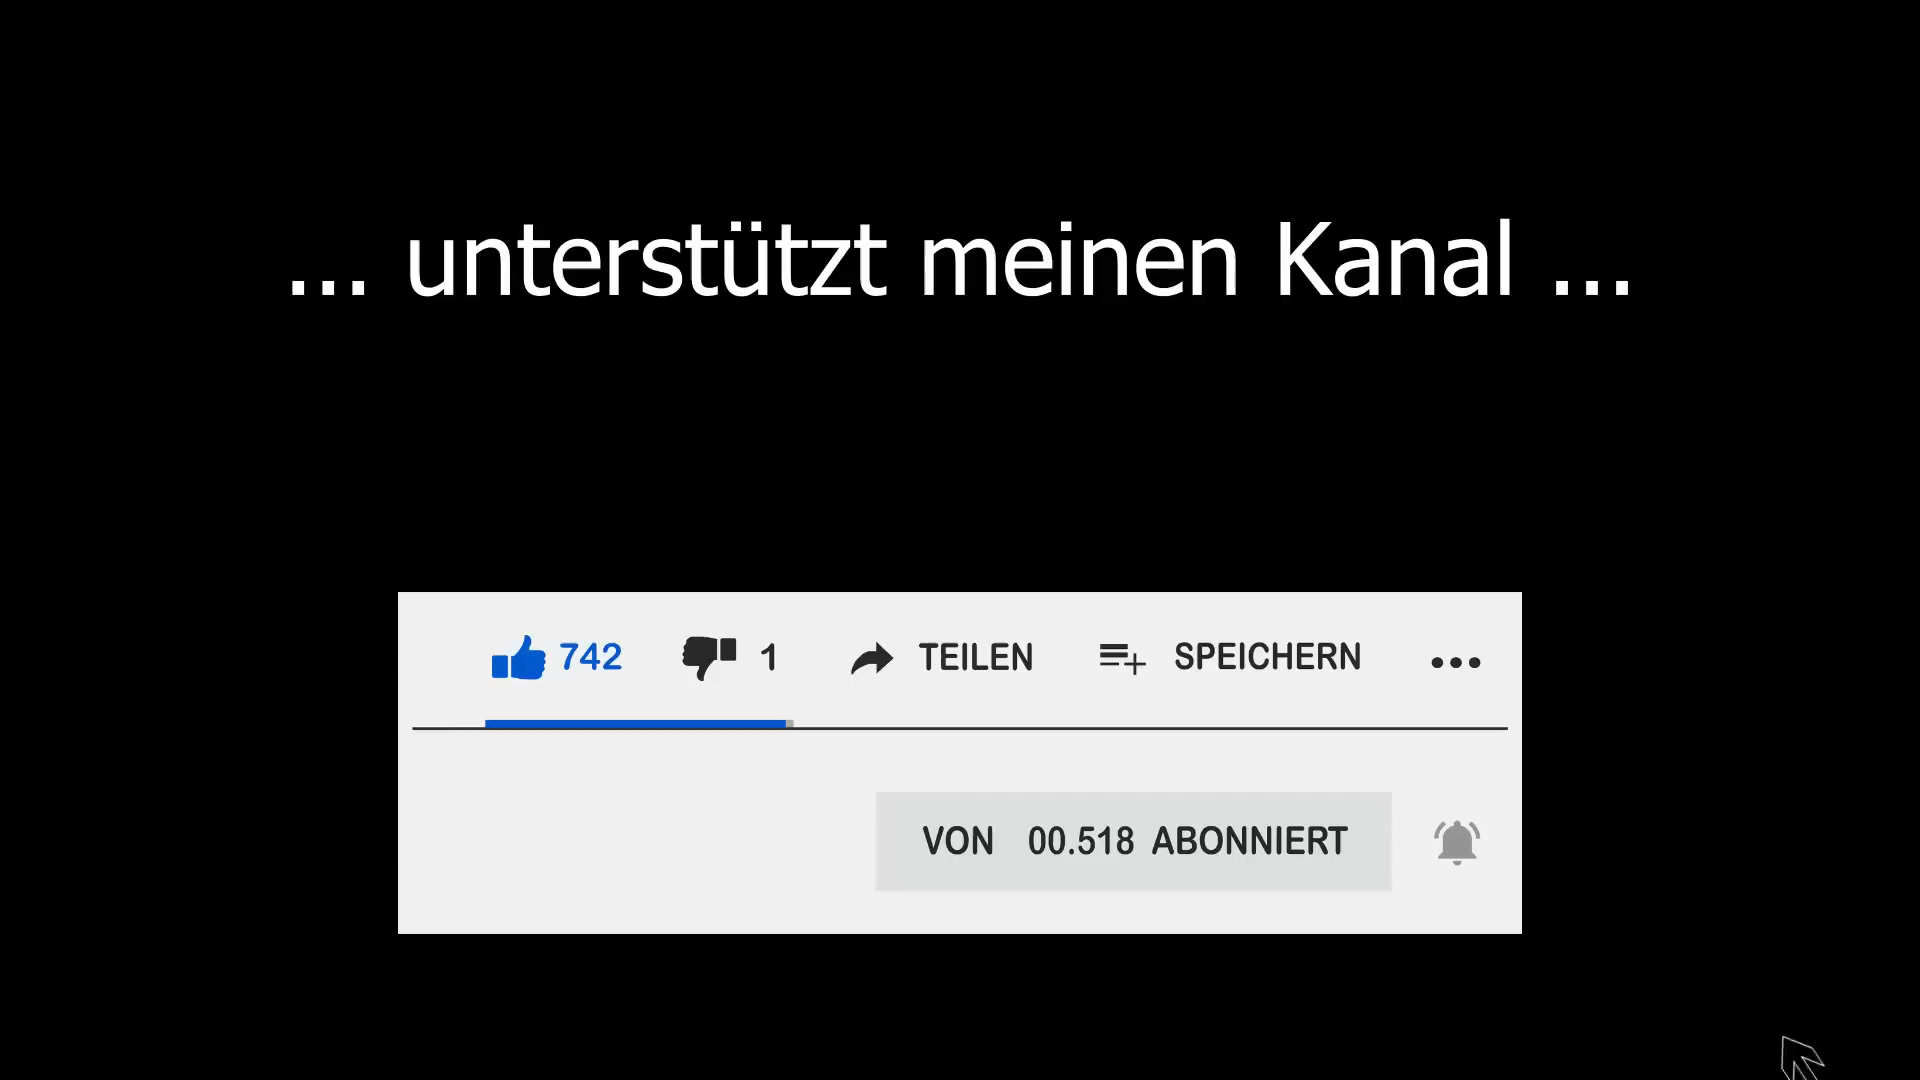 ... unterstützt meinen Kanal ...
742 1 TEILEN SPEICHERN
VON 00.518 ABONNIERT